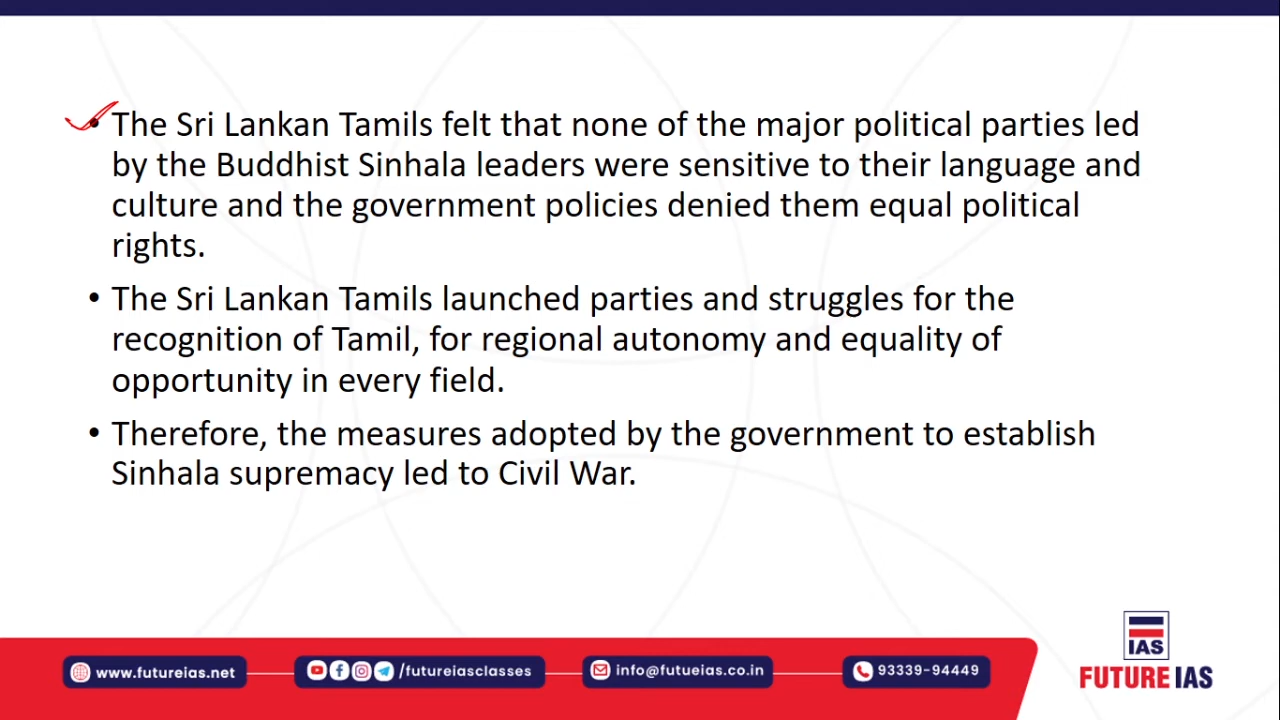 • The Sri Lankan Tamils felt that none of the major political parties led
by the Buddhist Sinhala leaders were sensitive to their language and
culture and the government policies denied them equal political
rights.
• The Sri Lankan Tamils launched parties and struggles for the
recognition of Tamil, for regional autonomy and equality of
opportunity in every field.
• Therefore, the measures adopted by the government to establish
Sinhala supremacy led to Civil War.
www.futureias.net
/futureiasclasses
info@futueias.co.in
93339-94449
IAS
FUTURE IAS